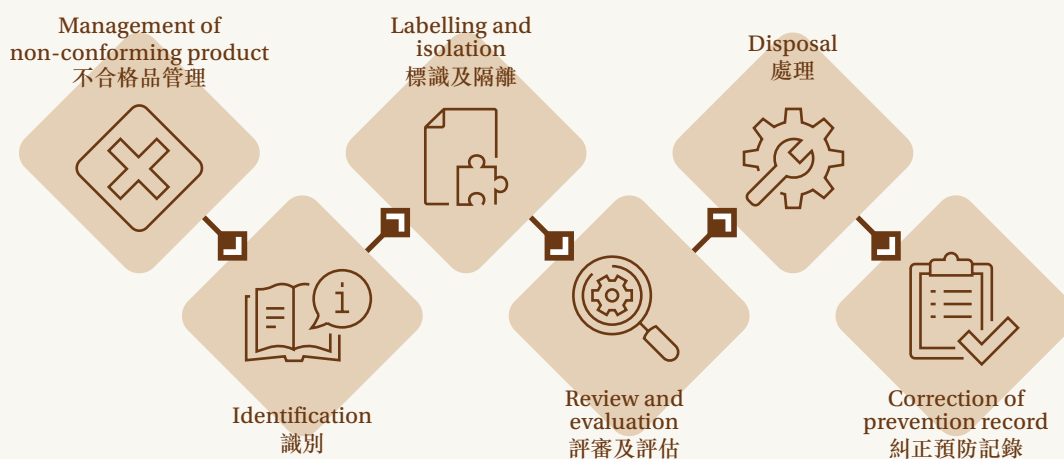 Management of
non-conforming product
不合格品管理
Identification
識別
Labelling and
isolation
標識及隔離
Review and
evaluation
評審及評估
Disposal
處理
Correction of
prevention record
糾正預防記錄